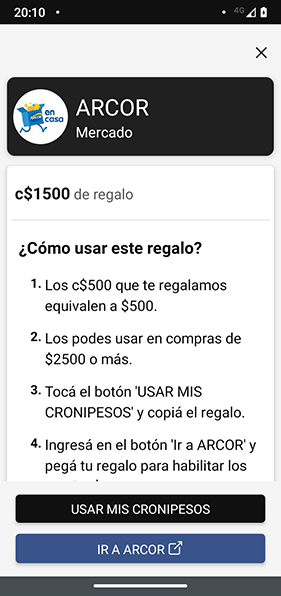 20:10
4G
en
casa
ARCOR
Mercado
c$1500 de regalo
¿Cómo usar este regalo?
1. Los c$500 que te regalamos
equivalen a $500.
2. Los podes usar en compras de
$2500 o más.
3. Tocá el botón 'USAR MIS
CRONIPESOS' y copiá el regalo.
4. Ingresá en el botón 'Ir a ARCOR' y
pegá tu regalo para habilitar los
USAR MIS CRONIPESOS
IR A ARCOR